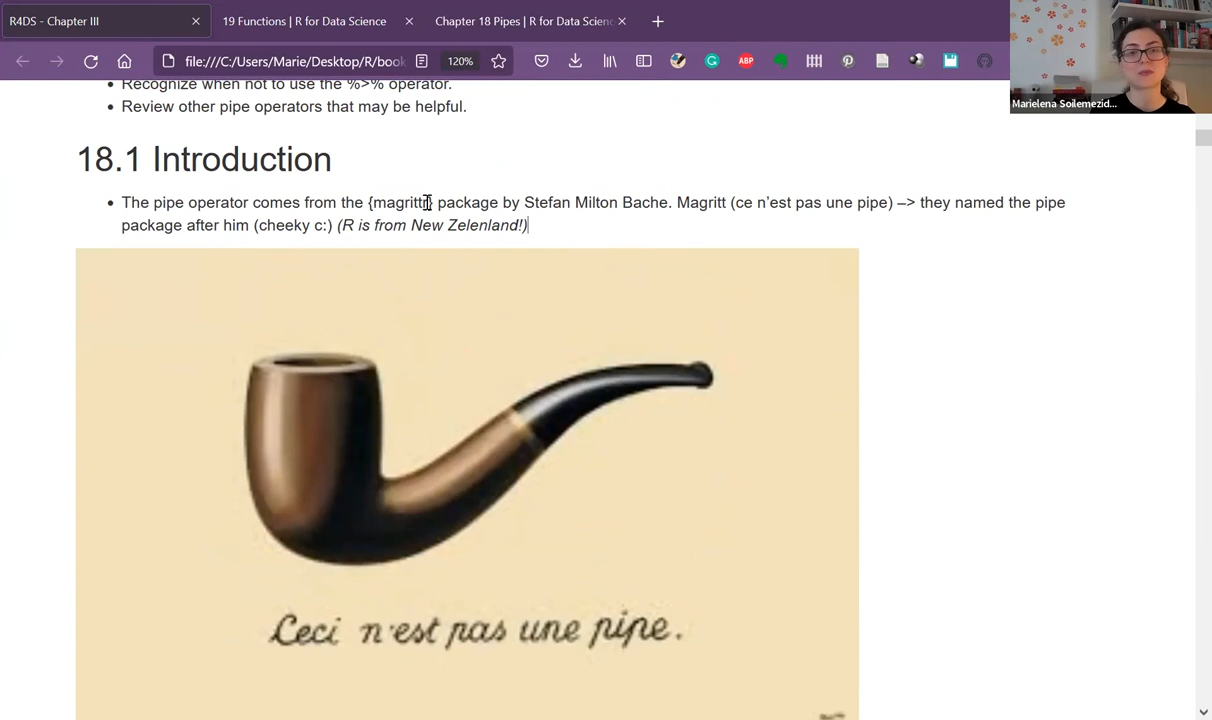 R4DS - Chapter III
19 Functions | R for Data Science
Chapter 18 Pipes | R for Data Scienc
file:///C:/Users/Marie/Desktop/R/book
120%
ABP
Marielena Soilemezid...
Recognize when not to use the %>% operator.
Review other pipe operators that may be helpful.
18.1 Introduction
The pipe operator comes from the {magrittr} package by Stefan Milton Bache. Magritt (ce n’est pas une pipe) –> they named the pipe
package after him (cheeky c:) (R is from New Zelenland!)
Ceci n'est pas une pipe.